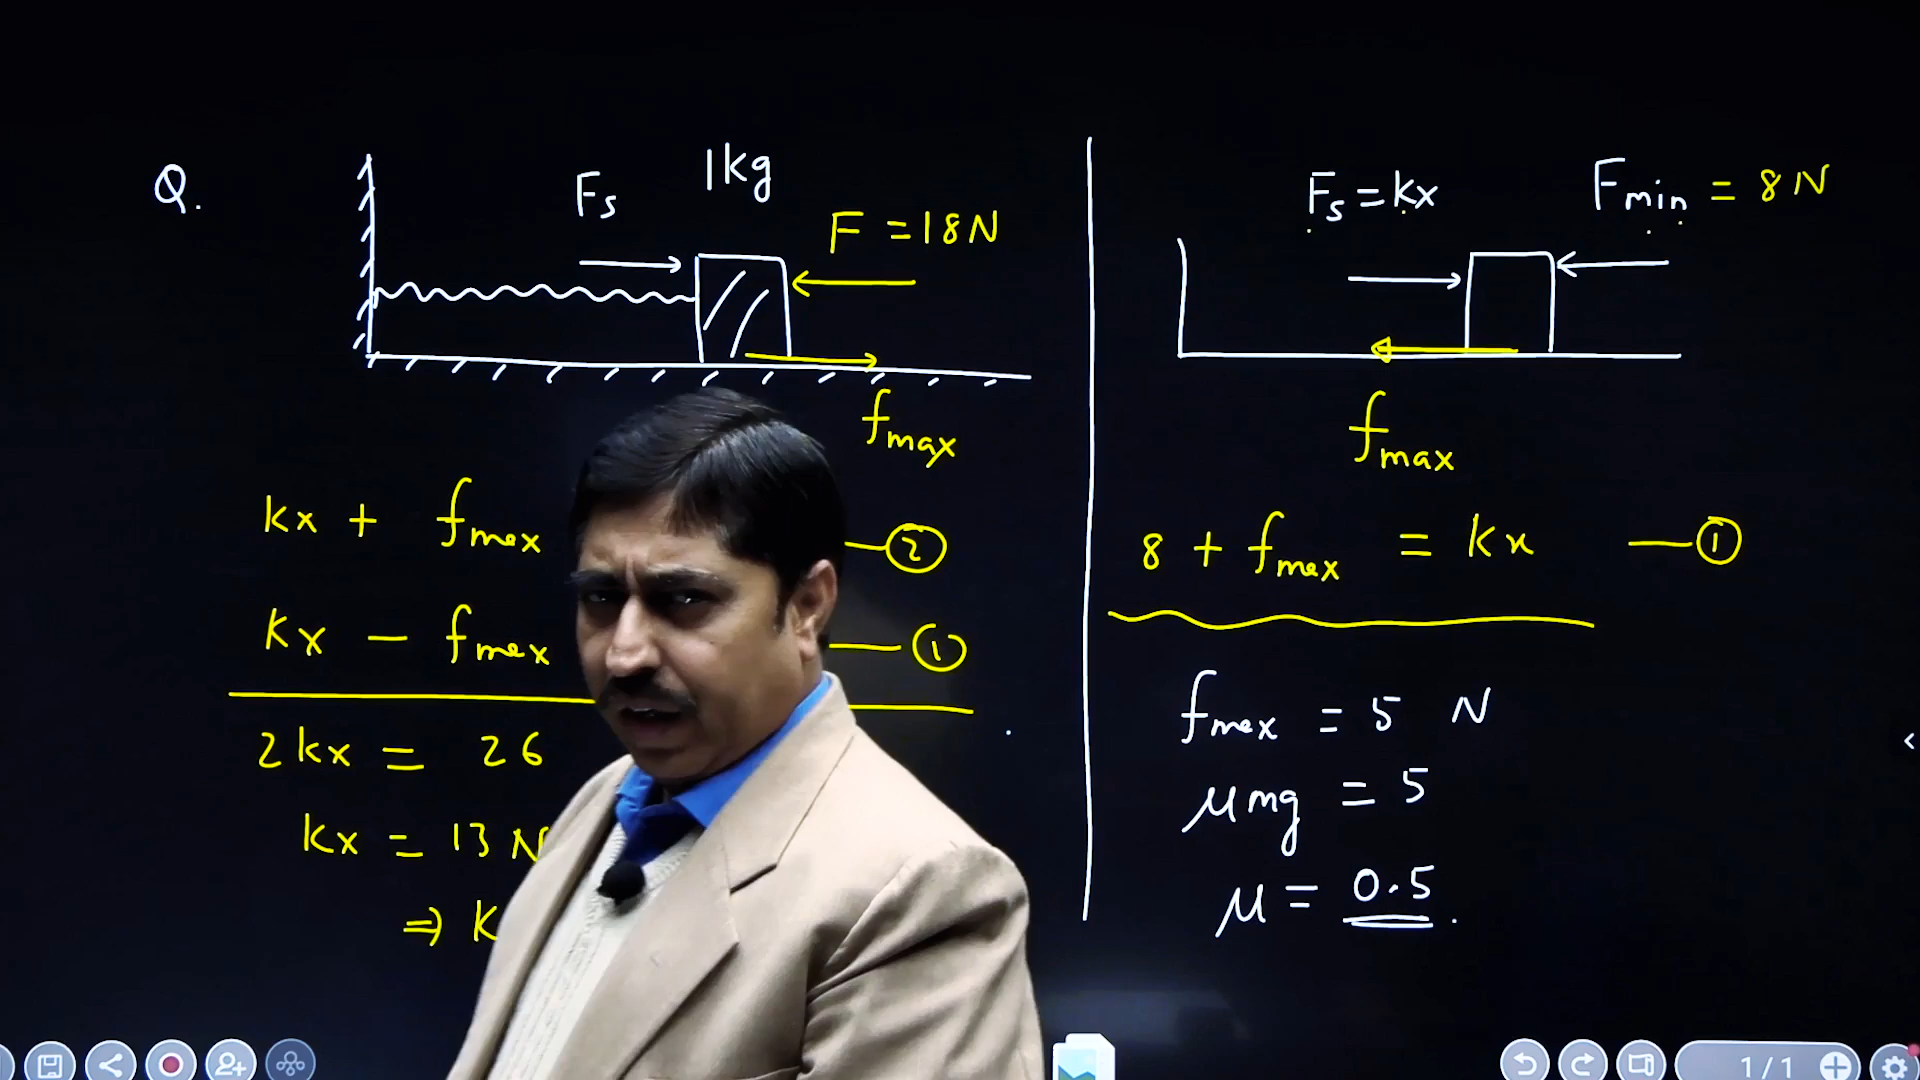 Q.
Fs
1kg
F = 18N
fmax
kx + fmax
—②
kx − fmax
—①
2kx = 26
kx = 13 N
⇒ K
Fs = kx
Fmin = 8N
fmax
8 + fmax = kx —①
fmax = 5 N
μmg = 5
μ = 0.5
1/1